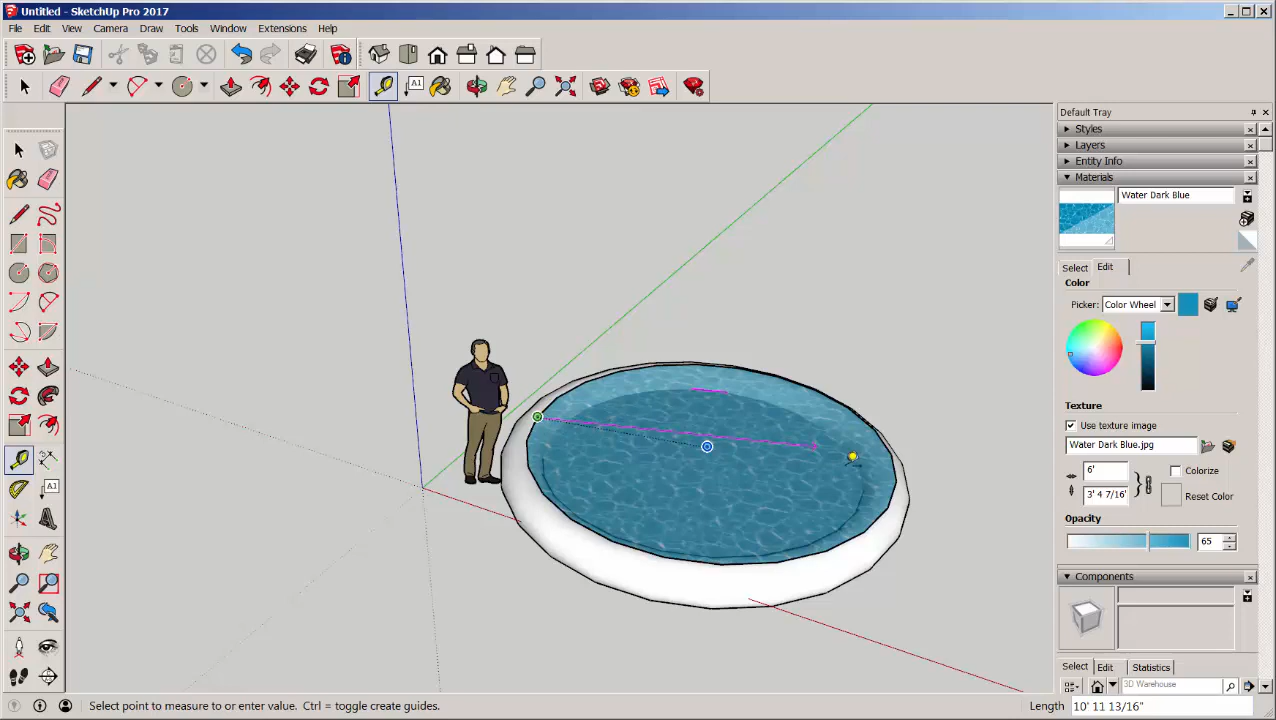 Untitled - SketchUp Pro 2017
File Edit View Camera Draw Tools Window Extensions Help
A1
Default Tray
Styles
Layers
Entity Info
Materials
Water Dark Blue
Select Edit
Color
Picker: Color Wheel
Texture
Use texture image
Water Dark Blue.jpg
6'
Colorize
3' 4 7/16'
Reset Color
Opacity
65
Components
Select Edit Statistics
3D Warehouse
A1
Select point to measure to or enter value. Ctrl = toggle create guides.
Length 10' 11 13/16"